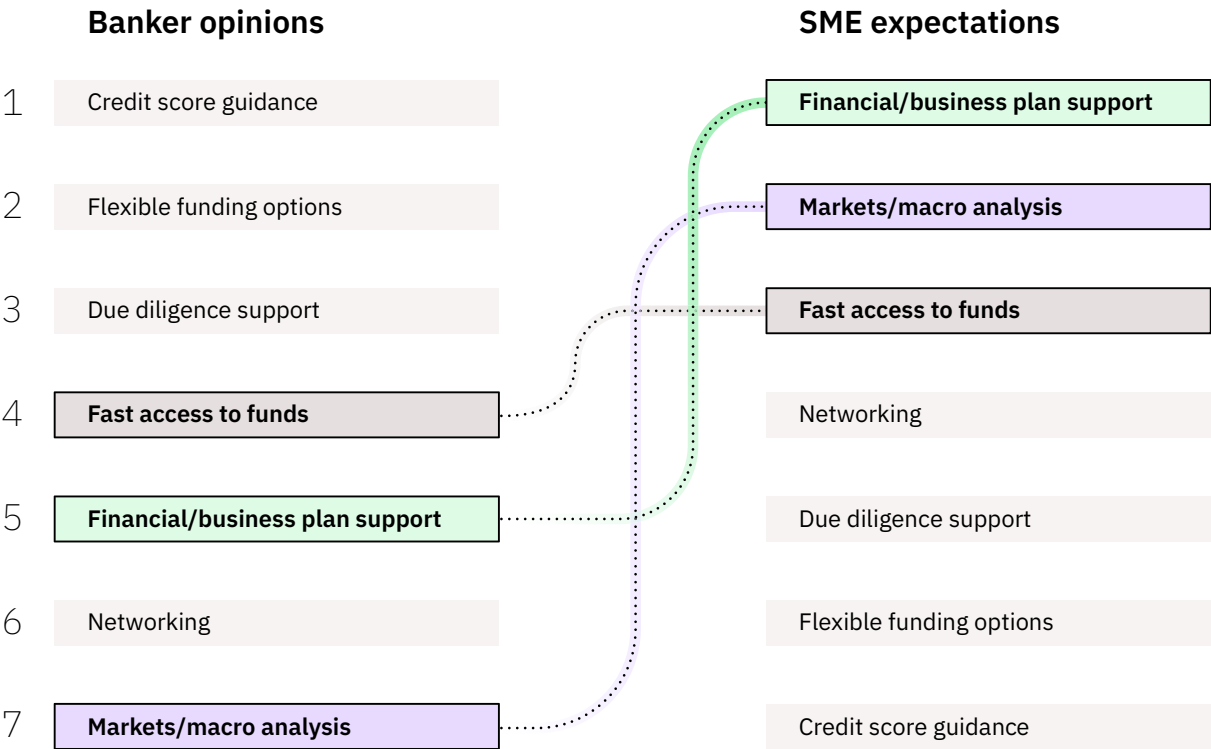 Banker opinions
SME expectations
1
Credit score guidance
Financial/business plan support
2
Flexible funding options
Markets/macro analysis
3
Due diligence support
Fast access to funds
4
Fast access to funds
Networking
5
Financial/business plan support
Due diligence support
6
Networking
Flexible funding options
7
Markets/macro analysis
Credit score guidance